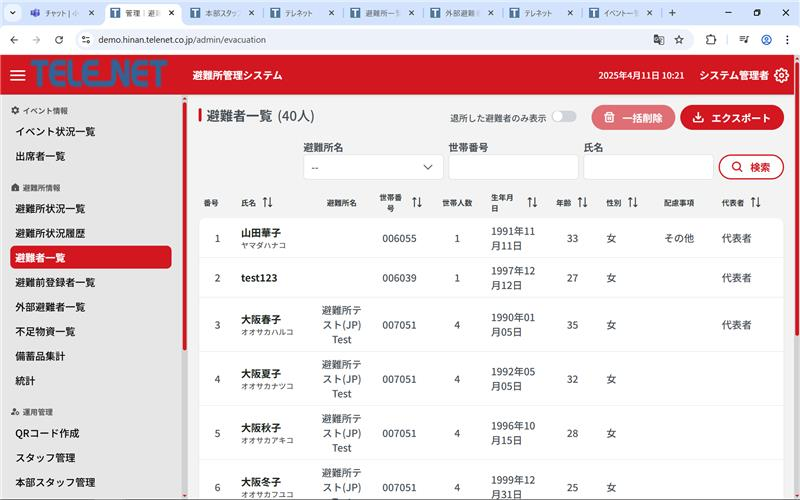 チャット | 小
管理｜避難
本部スタッフ
テレネット
避難所一覧
外部避難者
テレネット
イベント一覧
demo.hinan.telenet.co.jp/admin/evacuation
TELENET
避難所管理システム
2025年4月11日 10:21
システム管理者
イベント情報
イベント状況一覧
出席者一覧
避難所情報
避難所状況一覧
避難所状況履歴
避難者一覧
避難前登録者一覧
外部避難者一覧
不足物資一覧
備蓄品集計
統計
運用管理
QRコード作成
スタッフ管理
本部スタッフ管理
避難者一覧 (40人)
退所した避難者のみ表示
一括削除
エクスポート
避難所名
世帯番号
氏名
--
検索
番号 氏名 避難所名 世帯番号 世帯人数 生年月日 年齢 性別 配慮事項 代表者
1 山田華子 ヤマダハナコ 006055 1 1991年11月11日 33 女 その他 代表者
2 test123 006039 1 1997年12月12日 27 女 代表者
3 大阪春子 オオサカハルコ 避難所テスト(JP) Test 007051 4 1990年01月05日 35 女 代表者
4 大阪夏子 オオサカナツコ 避難所テスト(JP) Test 007051 4 1992年05月05日 32 女
5 大阪秋子 オオサカアキコ 避難所テスト(JP) Test 007051 4 1996年10月15日 28 女
6 大阪冬子 オオサカフユコ 避難所テスト(JP) 007051 4 1999年12月31日 25 女